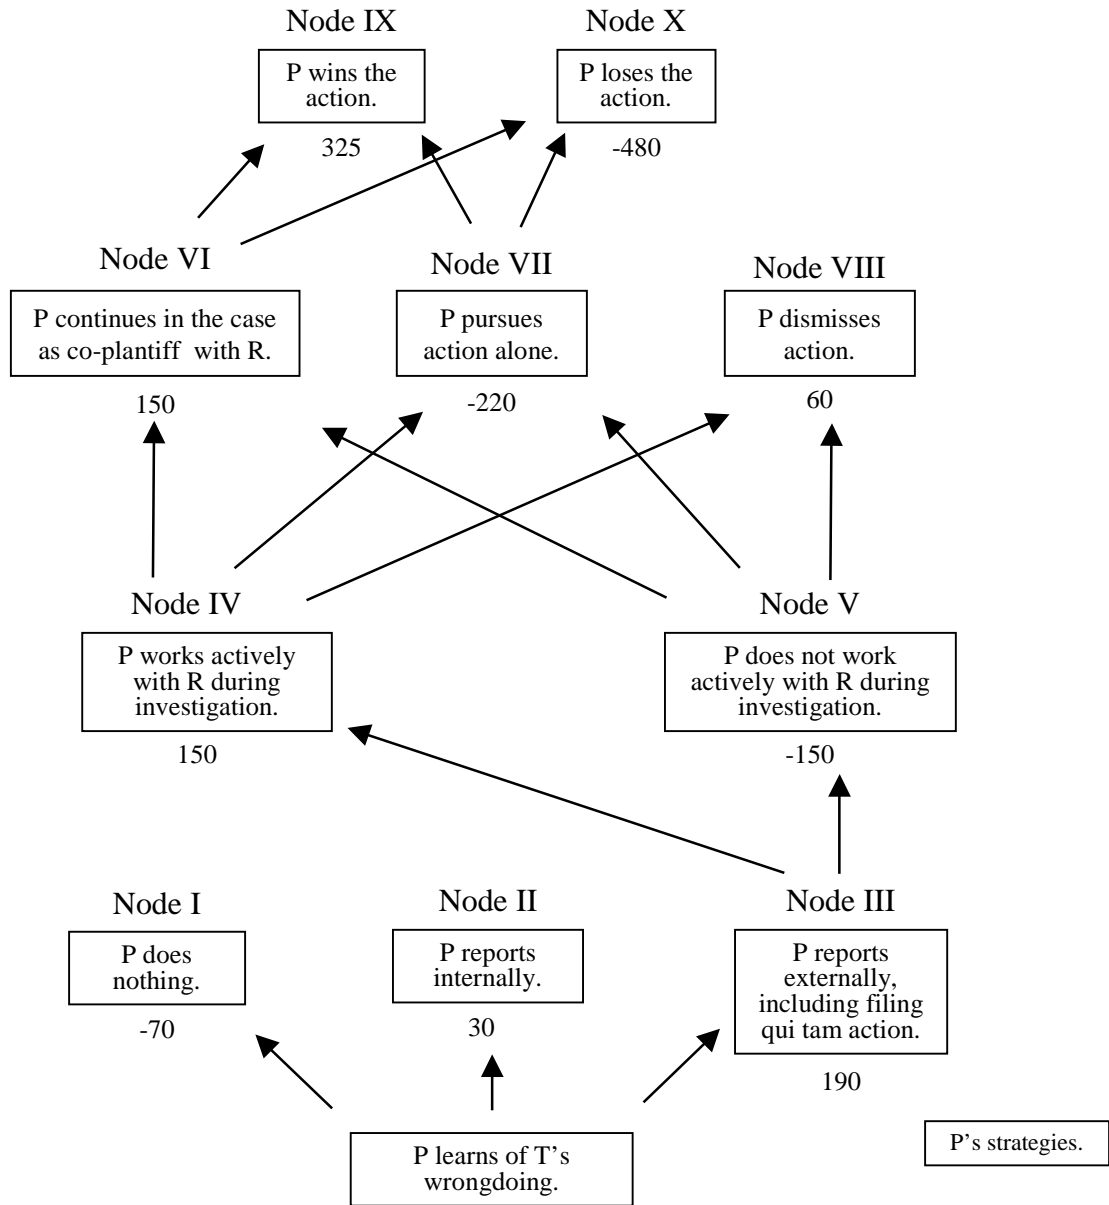 Node IX
Node X
P wins the
action.
P loses the
action.
325
-480
Node VI
Node VII
Node VIII
P continues in the case
as co-plantiff with R.
P pursues
action alone.
P dismisses
action.
150
-220
60
Node IV
Node V
P works actively
with R during
investigation.
P does not work
actively with R during
investigation.
150
-150
Node I
Node II
Node III
P does
nothing.
P reports
internally.
P reports
externally,
including filing
qui tam action.
-70
30
190
P learns of T's
wrongdoing.
P's strategies.